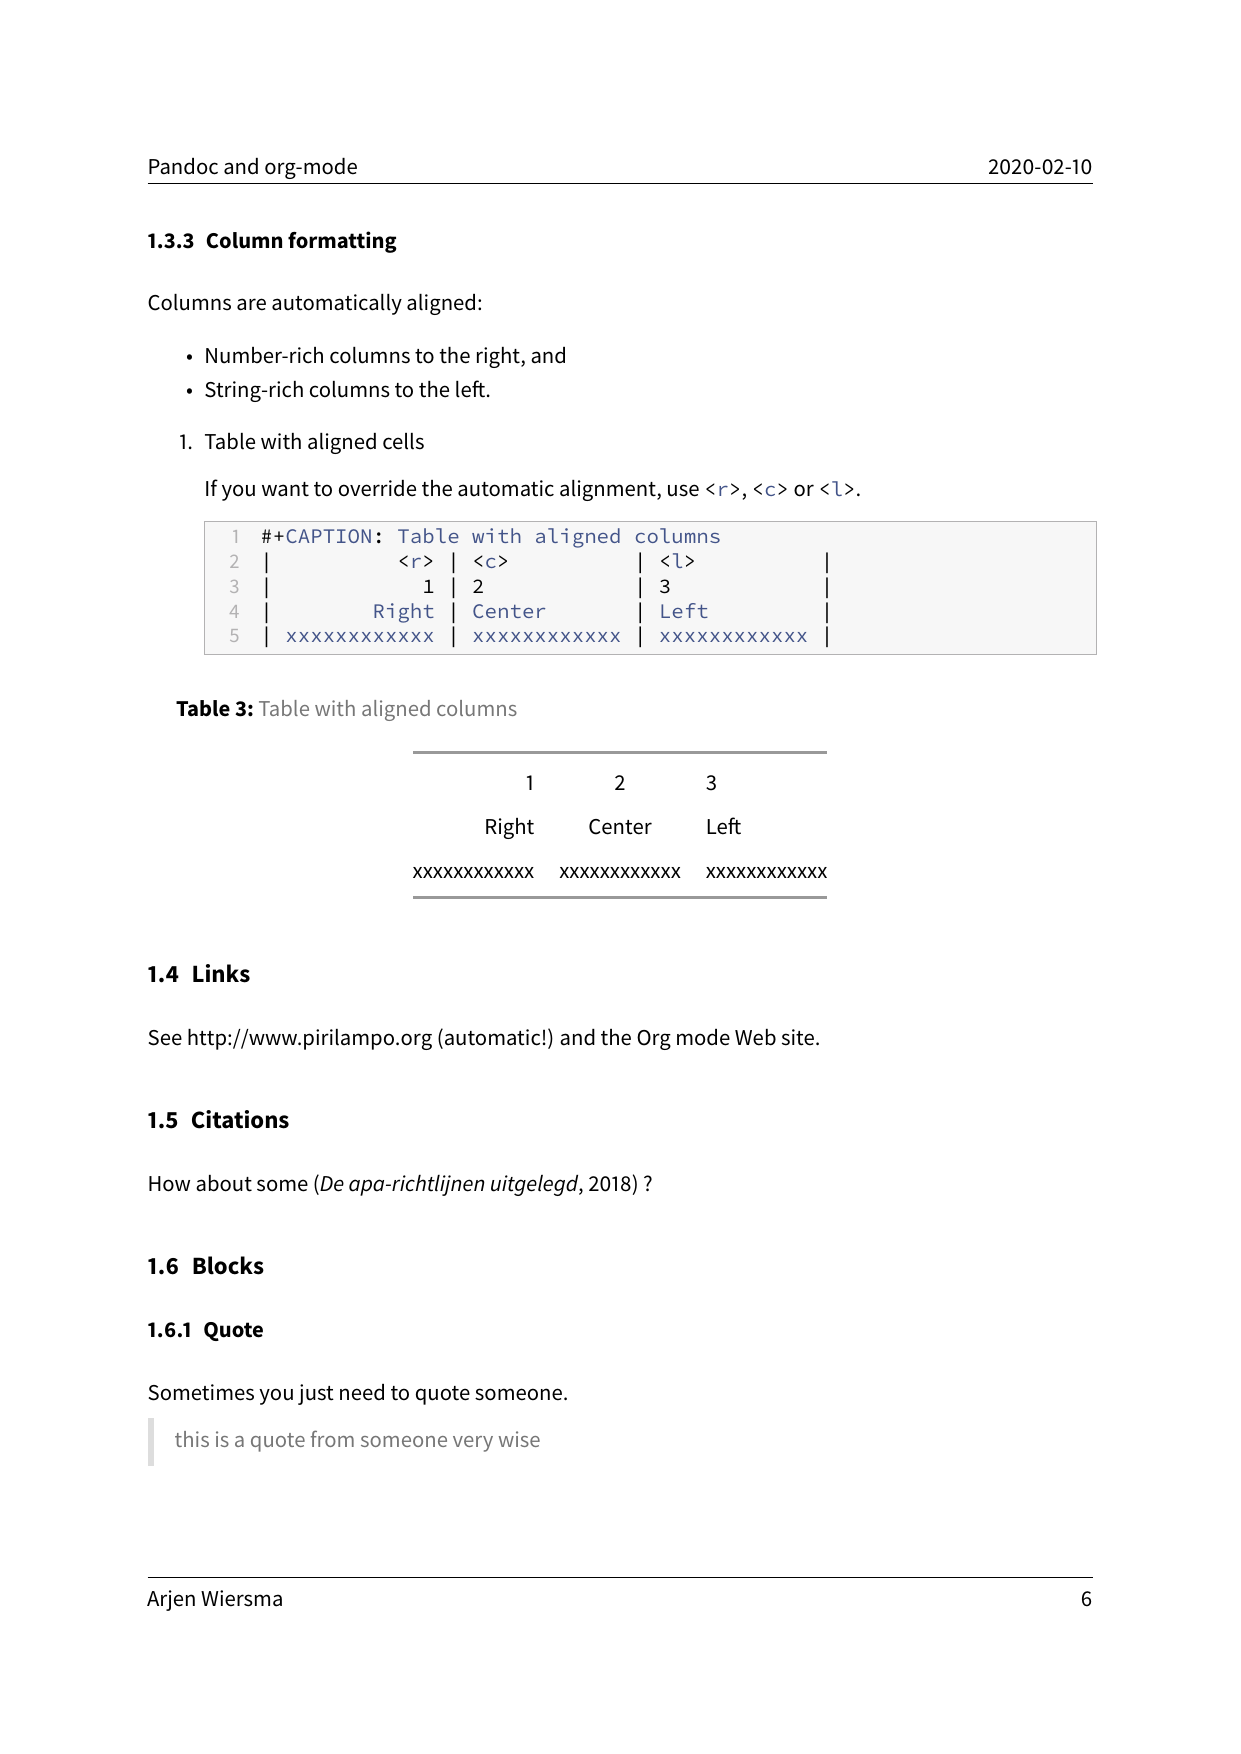 Pandoc and org-mode 2020-02-10
1.3.3 Column formatting
Columns are automatically aligned:
• Number-rich columns to the right, and
• String-rich columns to the left.
1. Table with aligned cells
If you want to override the automatic alignment, use <r>, <c> or <l>.
1 #+CAPTION: Table with aligned columns
2 |          <r> | <c>          | <l>          |
3 |            1 | 2            | 3            |
4 |        Right | Center       | Left         |
5 | xxxxxxxxxxxx | xxxxxxxxxxxx | xxxxxxxxxxxx |
Table 3: Table with aligned columns
1 2 3
Right Center Left
xxxxxxxxxxxx xxxxxxxxxxxx xxxxxxxxxxxx
1.4 Links
See http://www.pirilampo.org (automatic!) and the Org mode Web site.
1.5 Citations
How about some (De apa-richtlijnen uitgelegd, 2018) ?
1.6 Blocks
1.6.1 Quote
Sometimes you just need to quote someone.
this is a quote from someone very wise
Arjen Wiersma 6